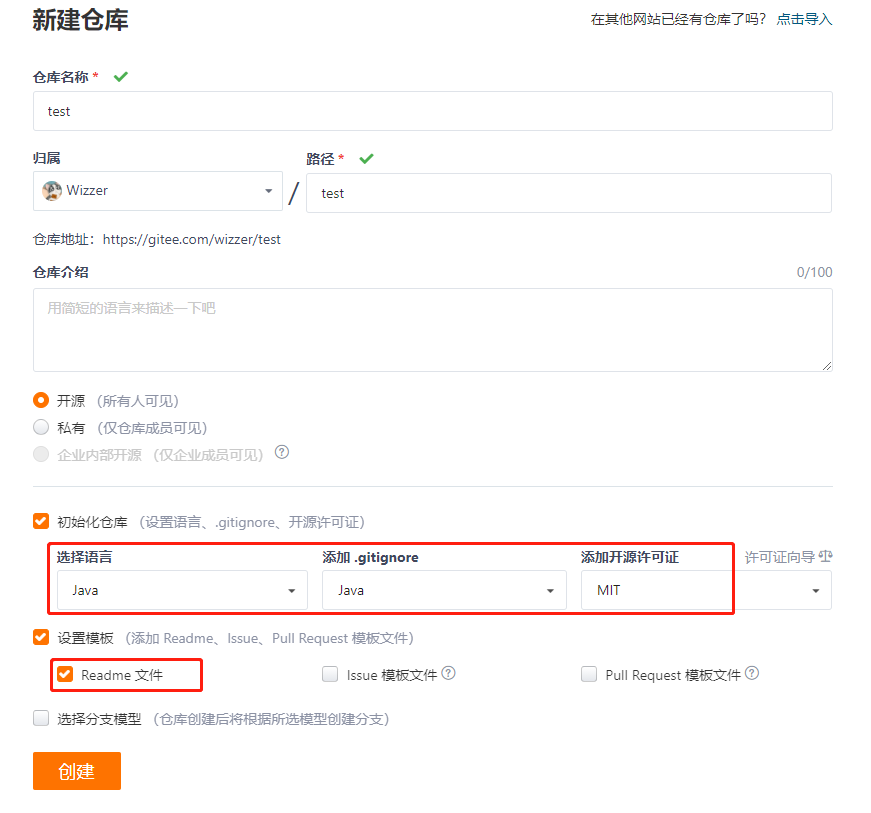 新建仓库
在其他网站已经有仓库了吗? 点击导入
仓库名称 *
test
归属
路径 *
Wizzer
/
test
仓库地址：https://gitee.com/wizzer/test
仓库介绍
0/100
用简短的语言来描述一下吧
开源 （所有人可见）
私有 （仅仓库成员可见）
企业内部开源 （仅企业成员可见） ?
初始化仓库 （设置语言、.gitignore、开源许可证）
选择语言 添加 .gitignore 添加开源许可证 许可证向导
Java Java MIT
设置模板 （添加 Readme、Issue、Pull Request 模板文件）
Readme 文件 Issue 模板文件 ? Pull Request 模板文件 ?
选择分支模型 （仓库创建后将根据所选模型创建分支）
创建